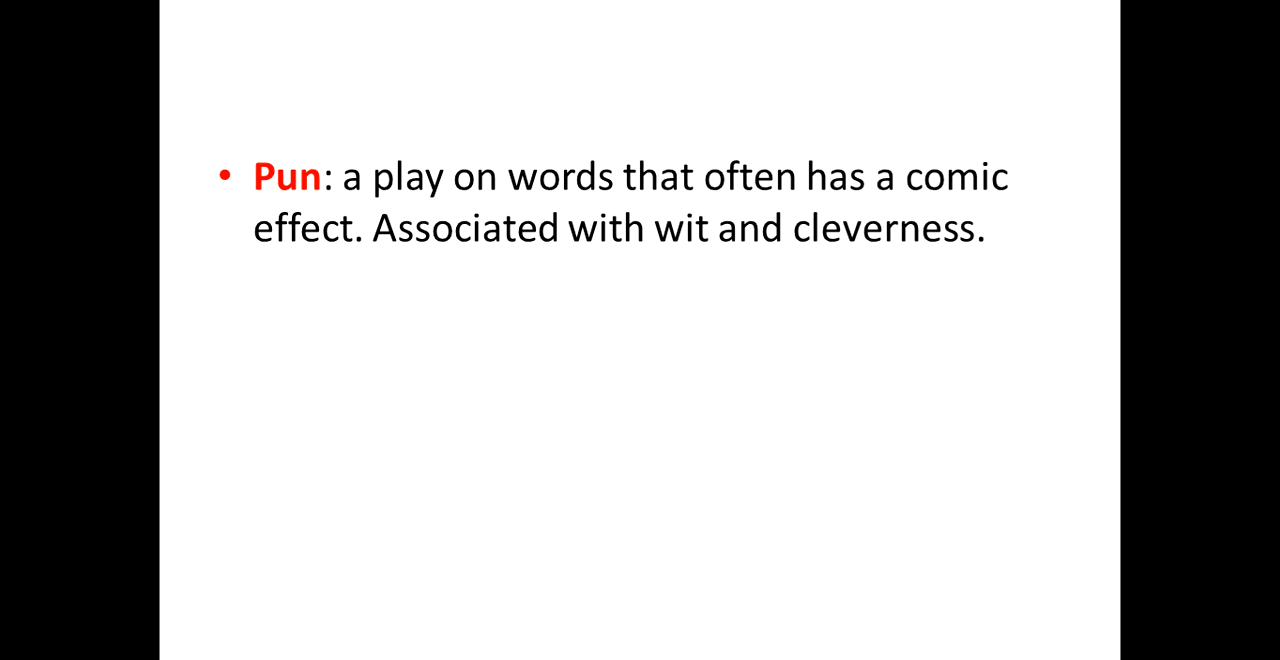 • Pun: a play on words that often has a comic
effect. Associated with wit and cleverness.